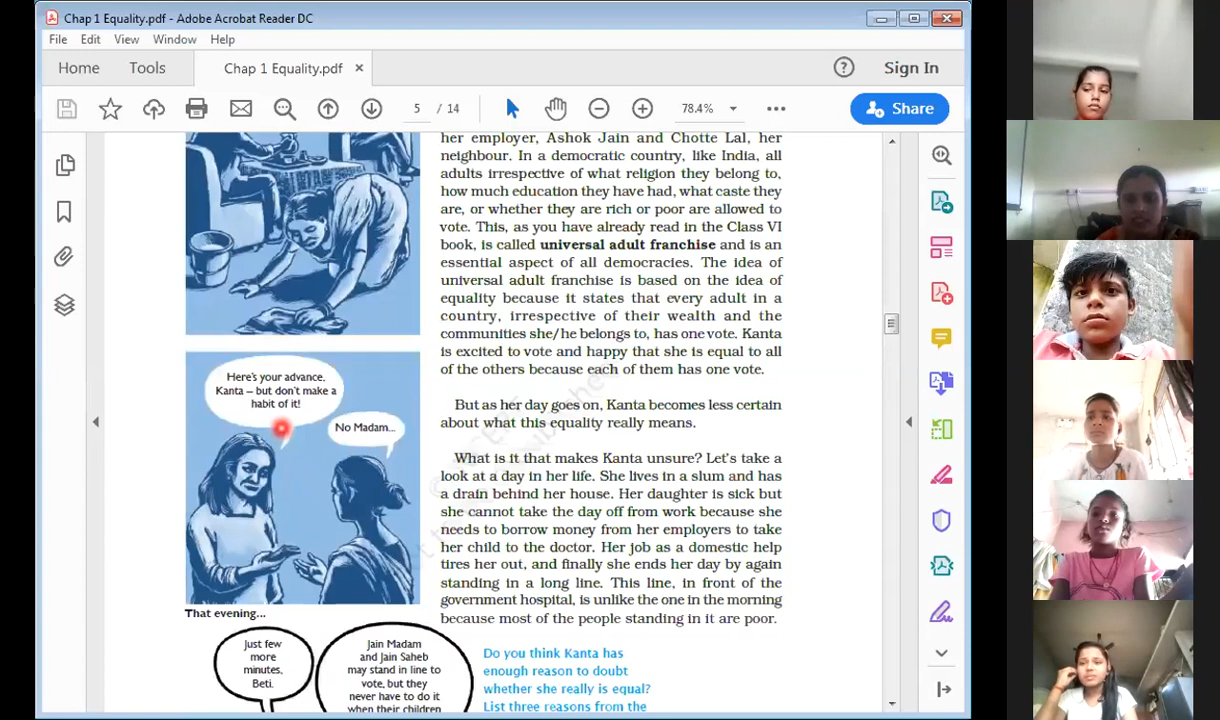 Chap 1 Equality.pdf - Adobe Acrobat Reader DC
File Edit View Window Help
Home Tools Chap 1 Equality.pdf × ? Sign In
5 / 14 78.4% Share
her employer, Ashok Jain and Chotte Lal, her
neighbour. In a democratic country, like India, all
adults irrespective of what religion they belong to,
how much education they have had, what caste they
are, or whether they are rich or poor are allowed to
vote. This, as you have already read in the Class VI
book, is called universal adult franchise and is an
essential aspect of all democracies. The idea of
universal adult franchise is based on the idea of
equality because it states that every adult in a
country, irrespective of their wealth and the
communities she/he belongs to, has one vote. Kanta
is excited to vote and happy that she is equal to all
of the others because each of them has one vote.
But as her day goes on, Kanta becomes less certain
about what this equality really means.
What is it that makes Kanta unsure? Let's take a
look at a day in her life. She lives in a slum and has
a drain behind her house. Her daughter is sick but
she cannot take the day off from work because she
needs to borrow money from her employers to take
her child to the doctor. Her job as a domestic help
tires her out, and finally she ends her day by again
standing in a long line. This line, in front of the
government hospital, is unlike the one in the morning
because most of the people standing in it are poor.
Here's your advance,
Kanta – but don't make a
habit of it!
No Madam...
That evening...
Just few
more
minutes,
Beti.
Jain Madam
and Jain Saheb
may stand in line to
vote, but they
never have to do it
when their children
Do you think Kanta has
enough reason to doubt
whether she really is equal?
List three reasons from the